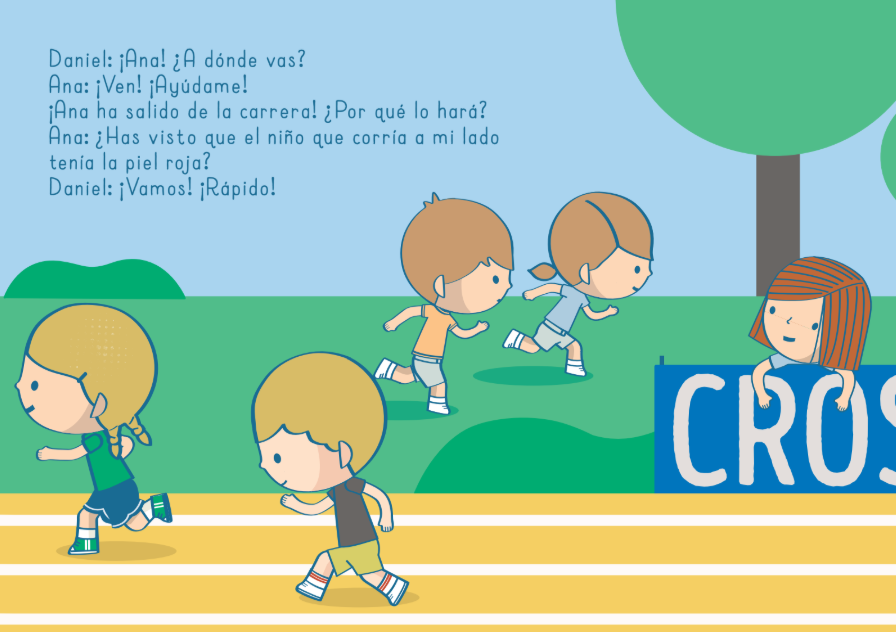 Daniel: ¡Ana! ¿A dónde vas?
Ana: ¡Ven! ¡Ayúdame!
¡Ana ha salido de la carrera! ¿Por qué lo hará?
Ana: ¿Has visto que el niño que corría a mi lado
tenía la piel roja?
Daniel: ¡Vamos! ¡Rápido!
CROS